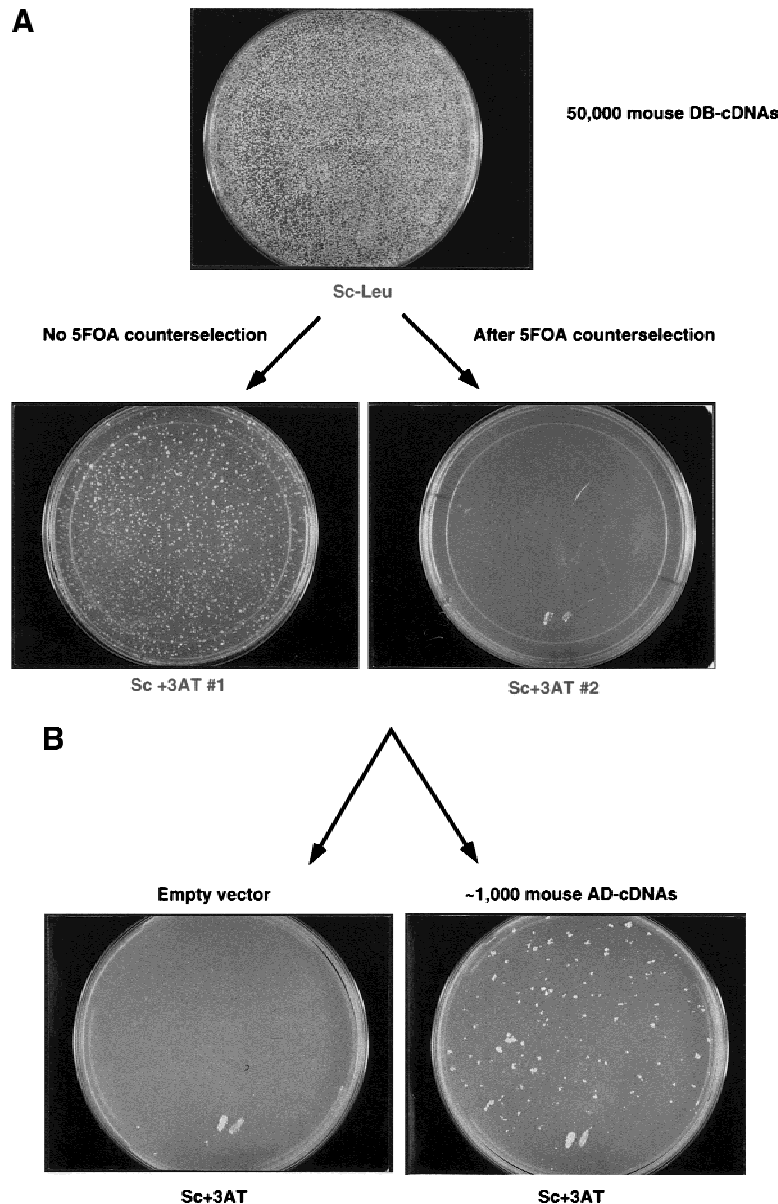 A
50,000 mouse DB-cDNAs
Sc-Leu
No 5FOA counterselection
After 5FOA counterselection
Sc +3AT #1
Sc+3AT #2
B
Empty vector
~1,000 mouse AD-cDNAs
Sc+3AT
Sc+3AT